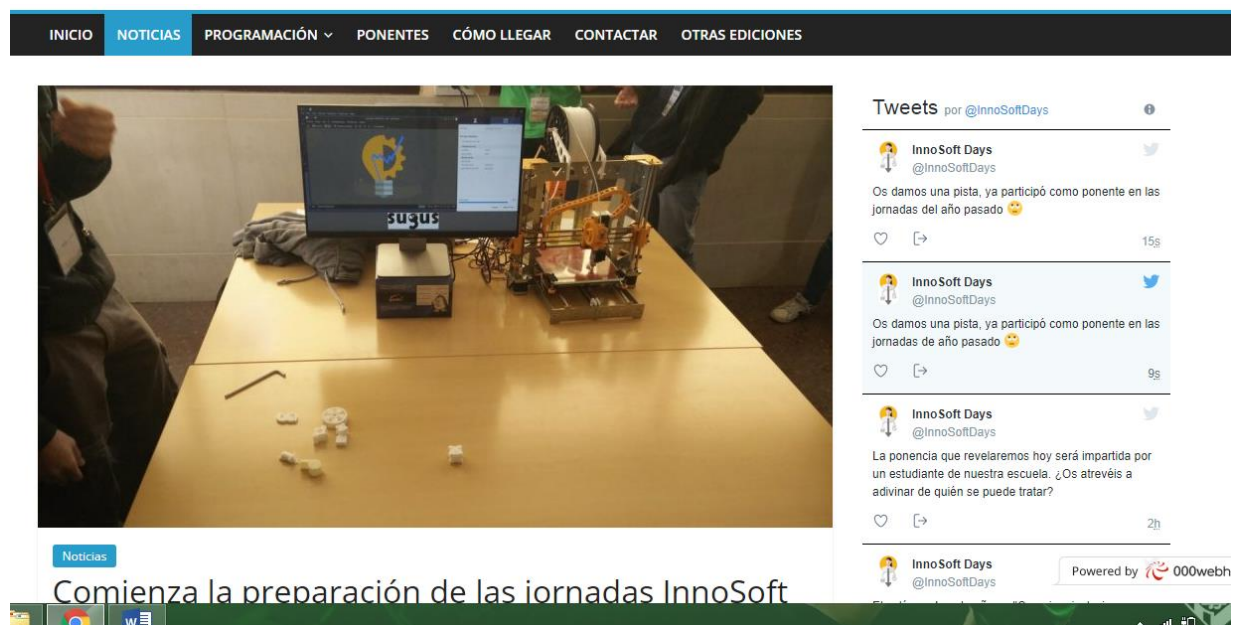 INICIO NOTICIAS PROGRAMACIÓN PONENTES CÓMO LLEGAR CONTACTAR OTRAS EDICIONES
sugus
Noticias
Comienza la preparación de las jornadas InnoSoft
Tweets por @InnoSoftDays
InnoSoft Days
@InnoSoftDays
Os damos una pista, ya participó como ponente en las
jornadas del año pasado 🙄
15s
InnoSoft Days
@InnoSoftDays
Os damos una pista, ya participó como ponente en las
jornadas de año pasado 🙄
9s
InnoSoft Days
@InnoSoftDays
La ponencia que revelaremos hoy será impartida por
un estudiante de nuestra escuela. ¿Os atrevéis a
adivinar de quién se puede tratar?
2h
InnoSoft Days
@InnoSoftDays
Powered by 000webh